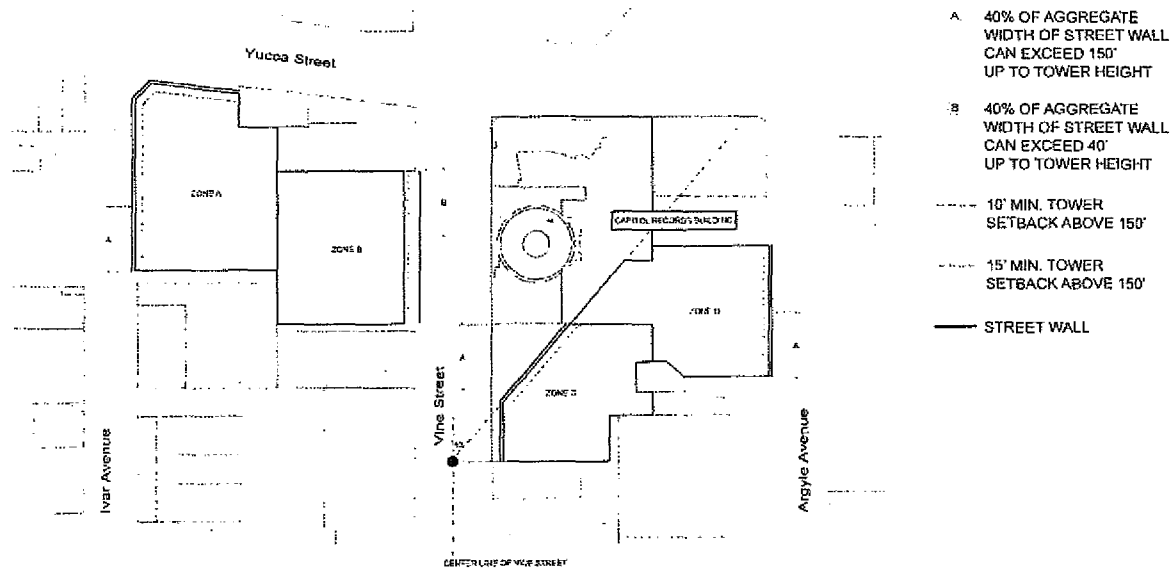 Yucca Street
ZONE A
ZONE B
CAPITOL RECORDS BUILDING
ZONE D
ZONE C
A
B
A
A
Ivar Avenue
Vine Street
Argyle Avenue
CENTER LINE OF VINE STREET
A 40% OF AGGREGATE
WIDTH OF STREET WALL
CAN EXCEED 150'
UP TO TOWER HEIGHT
B 40% OF AGGREGATE
WIDTH OF STREET WALL
CAN EXCEED 40'
UP TO TOWER HEIGHT
10' MIN. TOWER
SETBACK ABOVE 150'
15' MIN. TOWER
SETBACK ABOVE 150'
STREET WALL